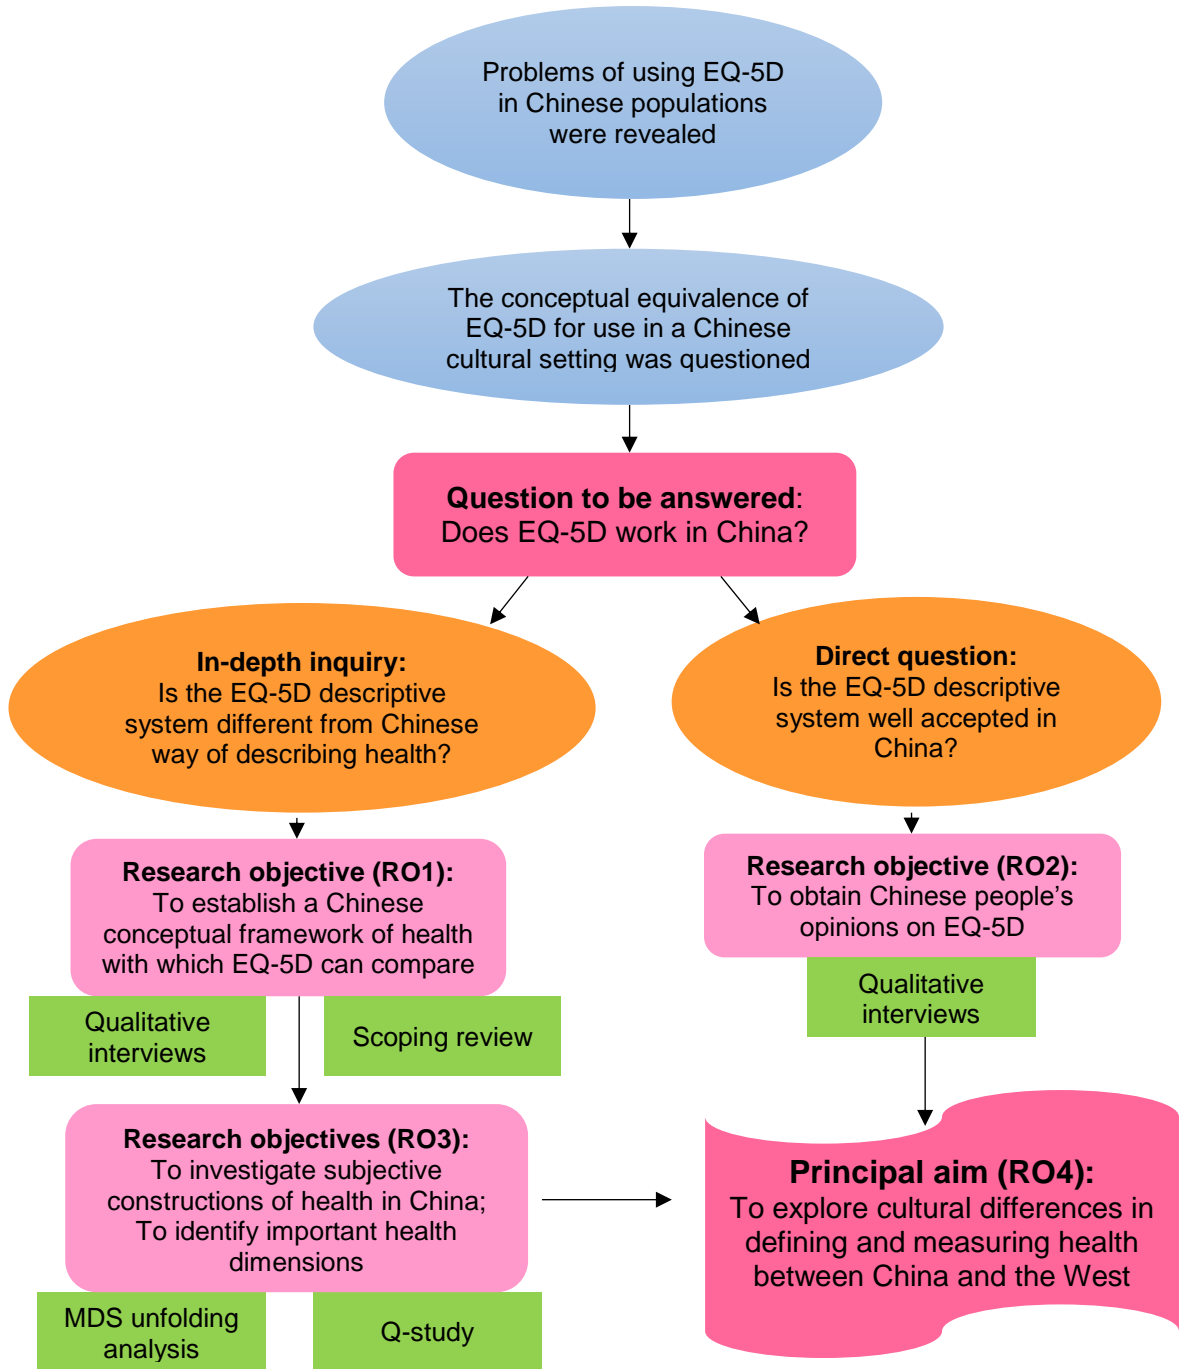 Problems of using EQ-5D
in Chinese populations
were revealed
The conceptual equivalence of
EQ-5D for use in a Chinese
cultural setting was questioned
Question to be answered:
Does EQ-5D work in China?
In-depth inquiry:
Is the EQ-5D descriptive
system different from Chinese
way of describing health?
Direct question:
Is the EQ-5D descriptive
system well accepted in
China?
Research objective (RO1):
To establish a Chinese
conceptual framework of health
with which EQ-5D can compare
Research objective (RO2):
To obtain Chinese people’s
opinions on EQ-5D
Qualitative
interviews
Scoping review
Qualitative
interviews
Research objectives (RO3):
To investigate subjective
constructions of health in China;
To identify important health
dimensions
Principal aim (RO4):
To explore cultural differences in
defining and measuring health
between China and the West
MDS unfolding
analysis
Q-study